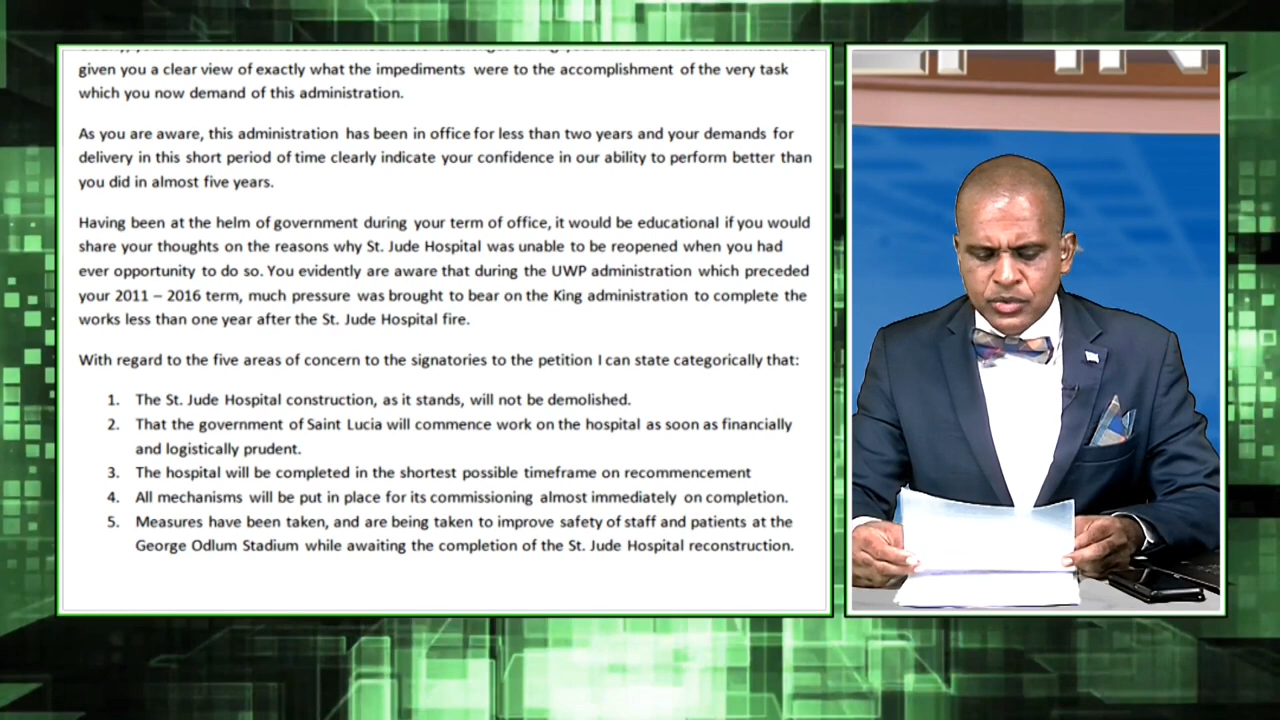 given you a clear view of exactly what the impediments were to the accomplishment of the very task
which you now demand of this administration.
As you are aware, this administration has been in office for less than two years and your demands for
delivery in this short period of time clearly indicate your confidence in our ability to perform better than
you did in almost five years.
Having been at the helm of government during your term of office, it would be educational if you would
share your thoughts on the reasons why St. Jude Hospital was unable to be reopened when you had
ever opportunity to do so. You evidently are aware that during the UWP administration which preceded
your 2011 – 2016 term, much pressure was brought to bear on the King administration to complete the
works less than one year after the St. Jude Hospital fire.
With regard to the five areas of concern to the signatories to the petition I can state categorically that:
1. The St. Jude Hospital construction, as it stands, will not be demolished.
2. That the government of Saint Lucia will commence work on the hospital as soon as financially
and logistically prudent.
3. The hospital will be completed in the shortest possible timeframe on recommencement
4. All mechanisms will be put in place for its commissioning almost immediately on completion.
5. Measures have been taken, and are being taken to improve safety of staff and patients at the
George Odlum Stadium while awaiting the completion of the St. Jude Hospital reconstruction.